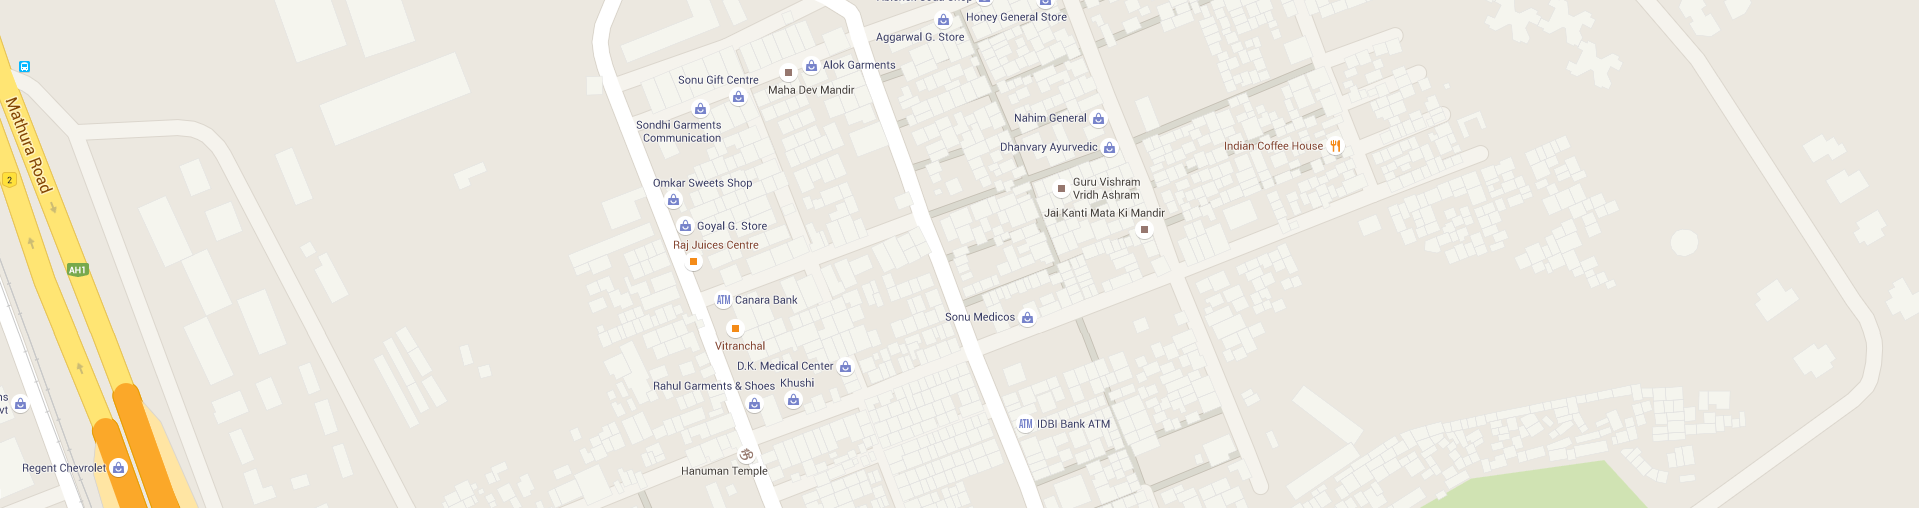 Honey General Store
Aggarwal G. Store
Alok Garments
Sonu Gift Centre
Maha Dev Mandir
Mathura Road
Sondhi Garments
Communication
Nahim General
Dhanvary Ayurvedic
Indian Coffee House
2
Omkar Sweets Shop
Guru Vishram
Vridh Ashram
Jai Kanti Mata Ki Mandir
Goyal G. Store
Raj Juices Centre
AH1
ATM Canara Bank
Sonu Medicos
Vitranchal
D.K. Medical Center
Rahul Garments & Shoes
Khushi
ns
vt
ATM IDBI Bank ATM
Regent Chevrolet
Hanuman Temple
ॐ